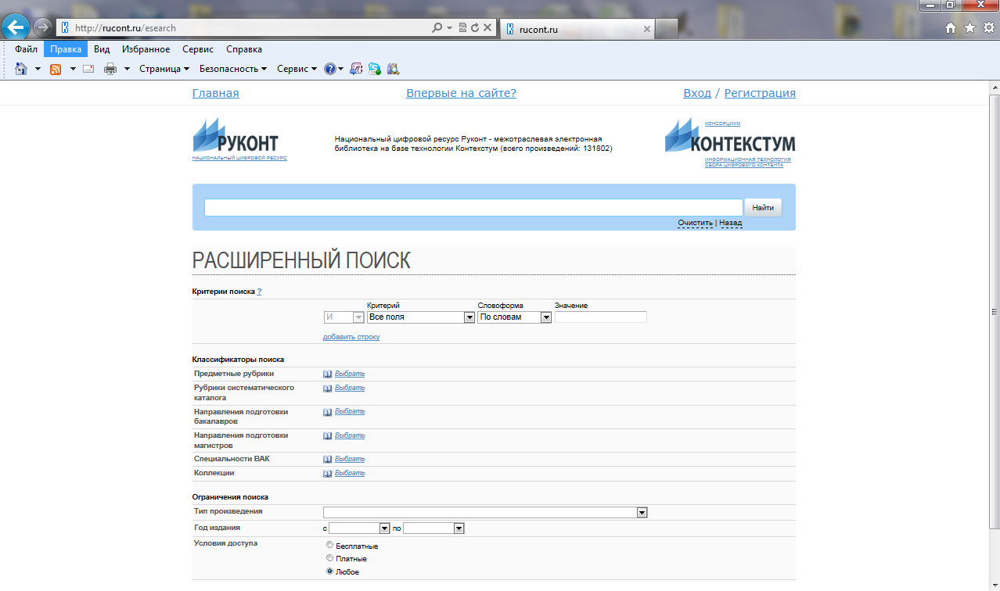 http://rucont.ru/esearch
rucont.ru
Файл Правка Вид Избранное Сервис Справка
Страница Безопасность Сервис
Главная Впервые на сайте? Вход / Регистрация
РУКОНТ
НАЦИОНАЛЬНЫЙ ЦИФРОВОЙ РЕСУРС
Национальный цифровой ресурс Руконт - межотраслевая электронная
библиотека на базе технологии Контекстум (всего произведений: 131802)
КОНСОРЦИУМ
КОНТЕКСТУМ
ИНФОРМАЦИОННАЯ ТЕХНОЛОГИЯ
СБОРА ЦИФРОВОГО КОНТЕНТА
Найти
Очистить | Назад
РАСШИРЕННЫЙ ПОИСК
Критерии поиска ?
Критерий Словоформа Значение
И Все поля По словам
добавить строку
Классификаторы поиска
Предметные рубрики Выбрать
Рубрики систематического Выбрать
каталога
Направления подготовки Выбрать
бакалавров
Направления подготовки Выбрать
магистров
Специальности ВАК Выбрать
Коллекции Выбрать
Ограничения поиска
Тип произведения
Год издания с по
Условия доступа
Бесплатные
Платные
Любое